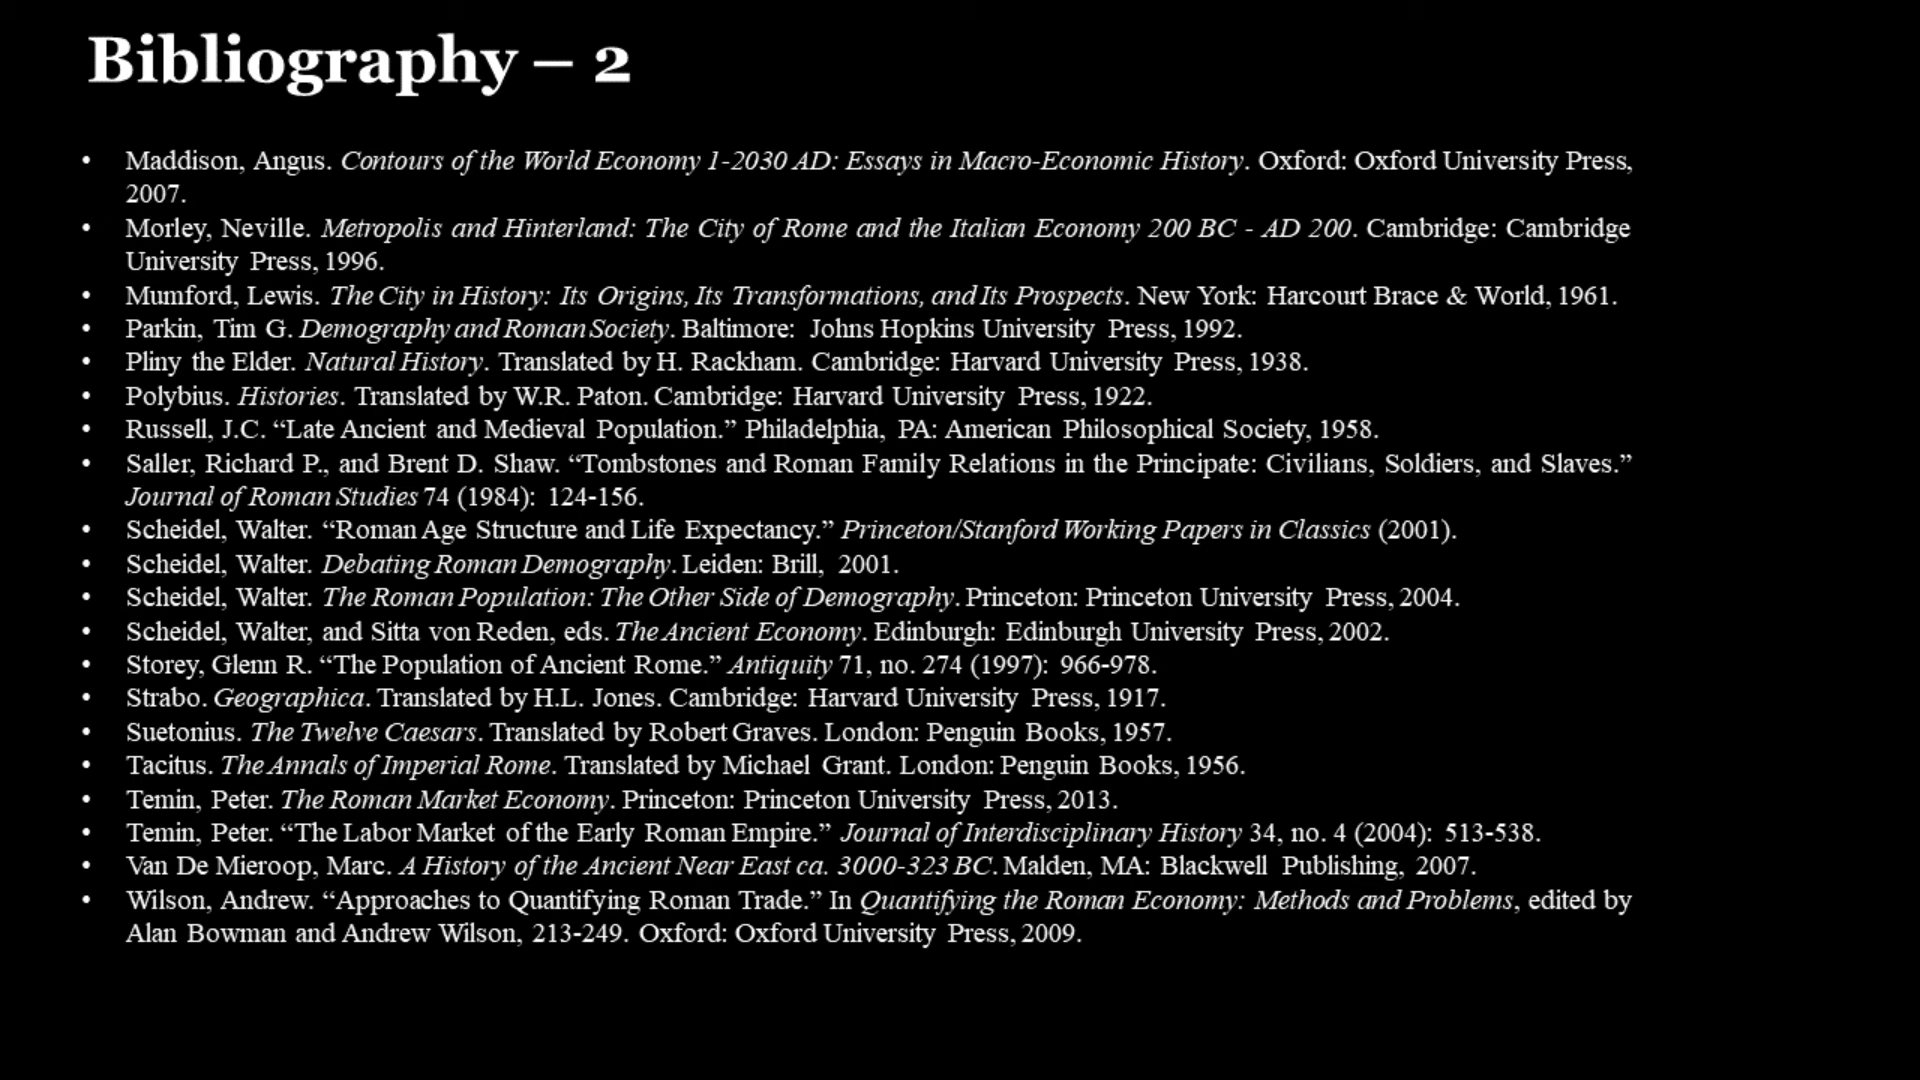 Bibliography – 2
• Maddison, Angus. Contours of the World Economy 1-2030 AD: Essays in Macro-Economic History. Oxford: Oxford University Press,
2007.
• Morley, Neville. Metropolis and Hinterland: The City of Rome and the Italian Economy 200 BC - AD 200. Cambridge: Cambridge
University Press, 1996.
• Mumford, Lewis. The City in History: Its Origins, Its Transformations, and Its Prospects. New York: Harcourt Brace & World, 1961.
• Parkin, Tim G. Demography and Roman Society. Baltimore: Johns Hopkins University Press, 1992.
• Pliny the Elder. Natural History. Translated by H. Rackham. Cambridge: Harvard University Press, 1938.
• Polybius. Histories. Translated by W.R. Paton. Cambridge: Harvard University Press, 1922.
• Russell, J.C. “Late Ancient and Medieval Population.” Philadelphia, PA: American Philosophical Society, 1958.
• Saller, Richard P., and Brent D. Shaw. “Tombstones and Roman Family Relations in the Principate: Civilians, Soldiers, and Slaves.”
Journal of Roman Studies 74 (1984): 124-156.
• Scheidel, Walter. “Roman Age Structure and Life Expectancy.” Princeton/Stanford Working Papers in Classics (2001).
• Scheidel, Walter. Debating Roman Demography. Leiden: Brill, 2001.
• Scheidel, Walter. The Roman Population: The Other Side of Demography. Princeton: Princeton University Press, 2004.
• Scheidel, Walter, and Sitta von Reden, eds. The Ancient Economy. Edinburgh: Edinburgh University Press, 2002.
• Storey, Glenn R. “The Population of Ancient Rome.” Antiquity 71, no. 274 (1997): 966-978.
• Strabo. Geographica. Translated by H.L. Jones. Cambridge: Harvard University Press, 1917.
• Suetonius. The Twelve Caesars. Translated by Robert Graves. London: Penguin Books, 1957.
• Tacitus. The Annals of Imperial Rome. Translated by Michael Grant. London: Penguin Books, 1956.
• Temin, Peter. The Roman Market Economy. Princeton: Princeton University Press, 2013.
• Temin, Peter. “The Labor Market of the Early Roman Empire.” Journal of Interdisciplinary History 34, no. 4 (2004): 513-538.
• Van De Mieroop, Marc. A History of the Ancient Near East ca. 3000-323 BC. Malden, MA: Blackwell Publishing, 2007.
• Wilson, Andrew. “Approaches to Quantifying Roman Trade.” In Quantifying the Roman Economy: Methods and Problems, edited by
Alan Bowman and Andrew Wilson, 213-249. Oxford: Oxford University Press, 2009.